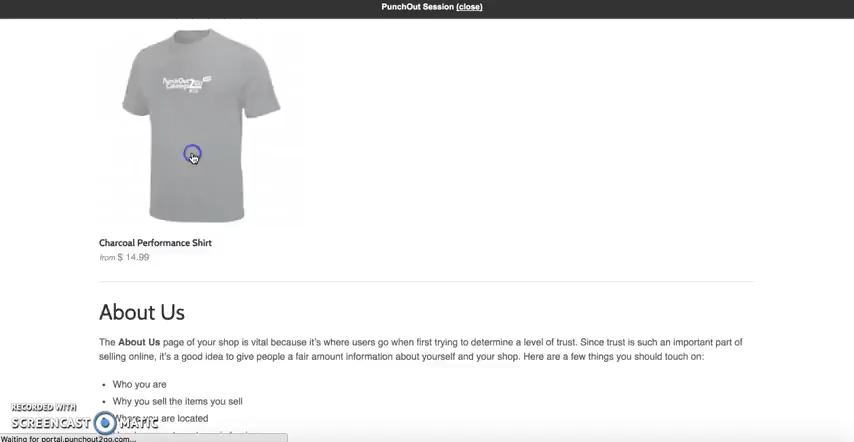 PunchOut Session (close)
PunchOut
Catalogs
Charcoal Performance Shirt
from $ 14.99
About Us
The About Us page of your shop is vital because it's where users go when first trying to determine a level of trust. Since trust is such an important part of
selling online, it's a good idea to give people a fair amount information about yourself and your shop. Here are a few things you should touch on:
• Who you are
• Why you sell the items you sell
• Where you are located
RECORDED WITH
SCREENCAST MATIC
Waiting for portal.punchout2go.com...